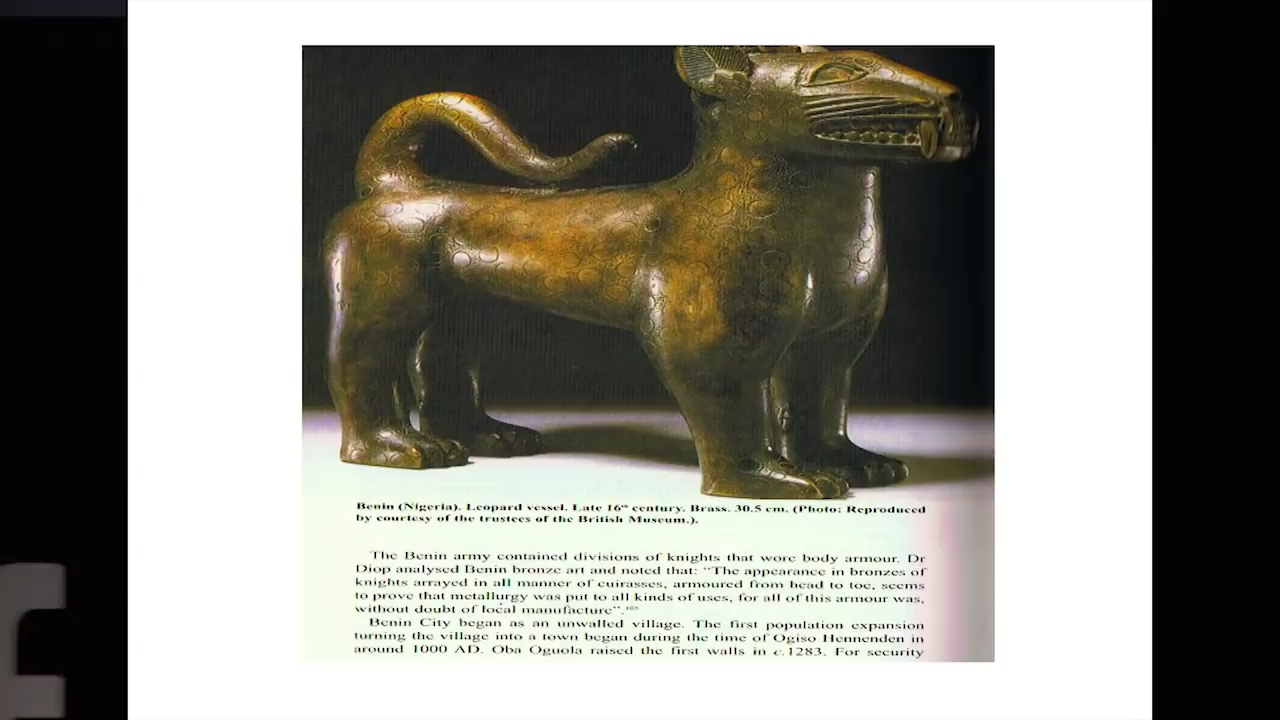 Benin (Nigeria). Leopard vessel. Late 16th century. Brass. 30.5 cm. (Photo: Reproduced
by courtesy of the trustees of the British Museum.).
The Benin army contained divisions of knights that wore body armour. Dr
Diop analysed Benin bronze art and noted that: “The appearance in bronzes of
knights arrayed in all manner of cuirasses, armoured from head to toe, seems
to prove that metallurgy was put to all kinds of uses, for all of this armour was,
without doubt of local manufacture”.¹⁰⁵
Benin City began as an unwalled village. The first population expansion
turning the village into a town began during the time of Ogiso Hennenden in
around 1000 AD. Oba Oguola raised the first walls in c.1283. For security